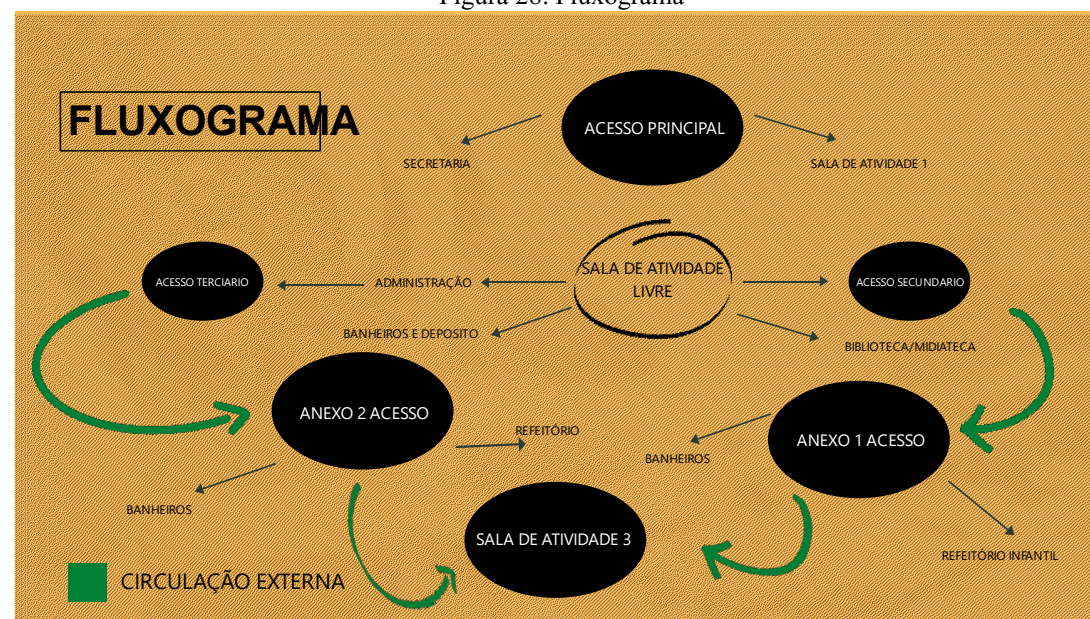 Figura 28: Fluxograma
FLUXOGRAMA
ACESSO PRINCIPAL
SECRETARIA
SALA DE ATIVIDADE 1
SALA DE ATIVIDADE
LIVRE
ACESSO TERCIARIO
ADMINISTRAÇÃO
ACESSO SECUNDARIO
BANHEIROS E DEPOSITO
BIBLIOTECA/MIDIATECA
ANEXO 2 ACESSO
REFEITÓRIO
ANEXO 1 ACESSO
BANHEIROS
BANHEIROS
SALA DE ATIVIDADE 3
REFEITÓRIO INFANTIL
CIRCULAÇÃO EXTERNA